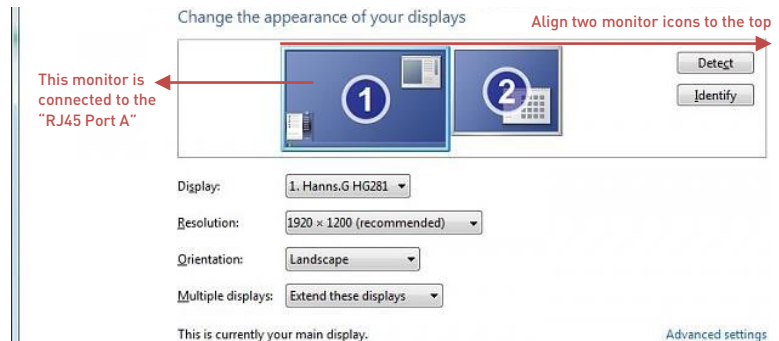 Change the appearance of your displays
Align two monitor icons to the top
This monitor is
connected to the
“RJ45 Port A”
1
2
Detect
Identify
Display:
1. Hanns.G HG281
Resolution:
1920 × 1200 (recommended)
Orientation:
Landscape
Multiple displays:
Extend these displays
This is currently your main display.
Advanced settings